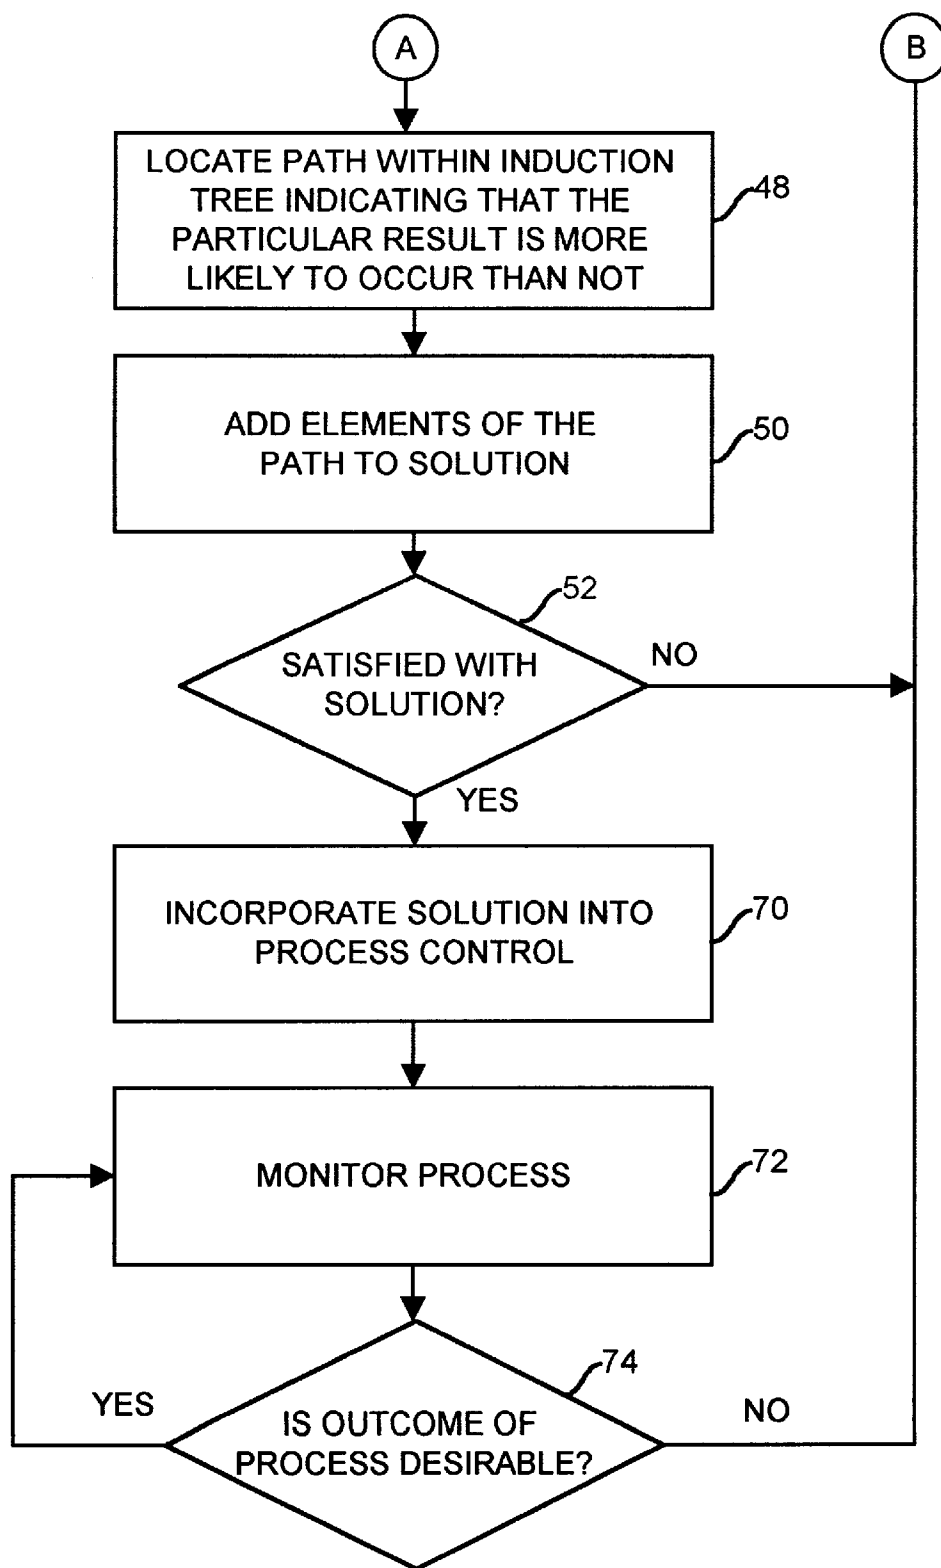 A
B
LOCATE PATH WITHIN INDUCTION
TREE INDICATING THAT THE
PARTICULAR RESULT IS MORE
LIKELY TO OCCUR THAN NOT
48
ADD ELEMENTS OF THE
PATH TO SOLUTION
50
52
SATISFIED WITH
SOLUTION?
NO
YES
INCORPORATE SOLUTION INTO
PROCESS CONTROL
70
MONITOR PROCESS
72
74
YES
IS OUTCOME OF
PROCESS DESIRABLE?
NO